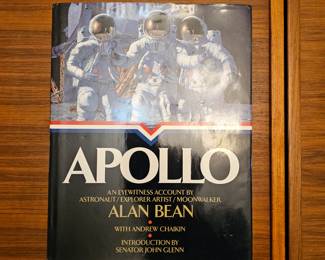 APOLLO
AN EYEWITNESS ACCOUNT BY
ASTRONAUT/EXPLORER ARTIST/MOONWALKER
ALAN BEAN
WITH ANDREW CHAIKIN
INTRODUCTION BY
SENATOR JOHN GLENN